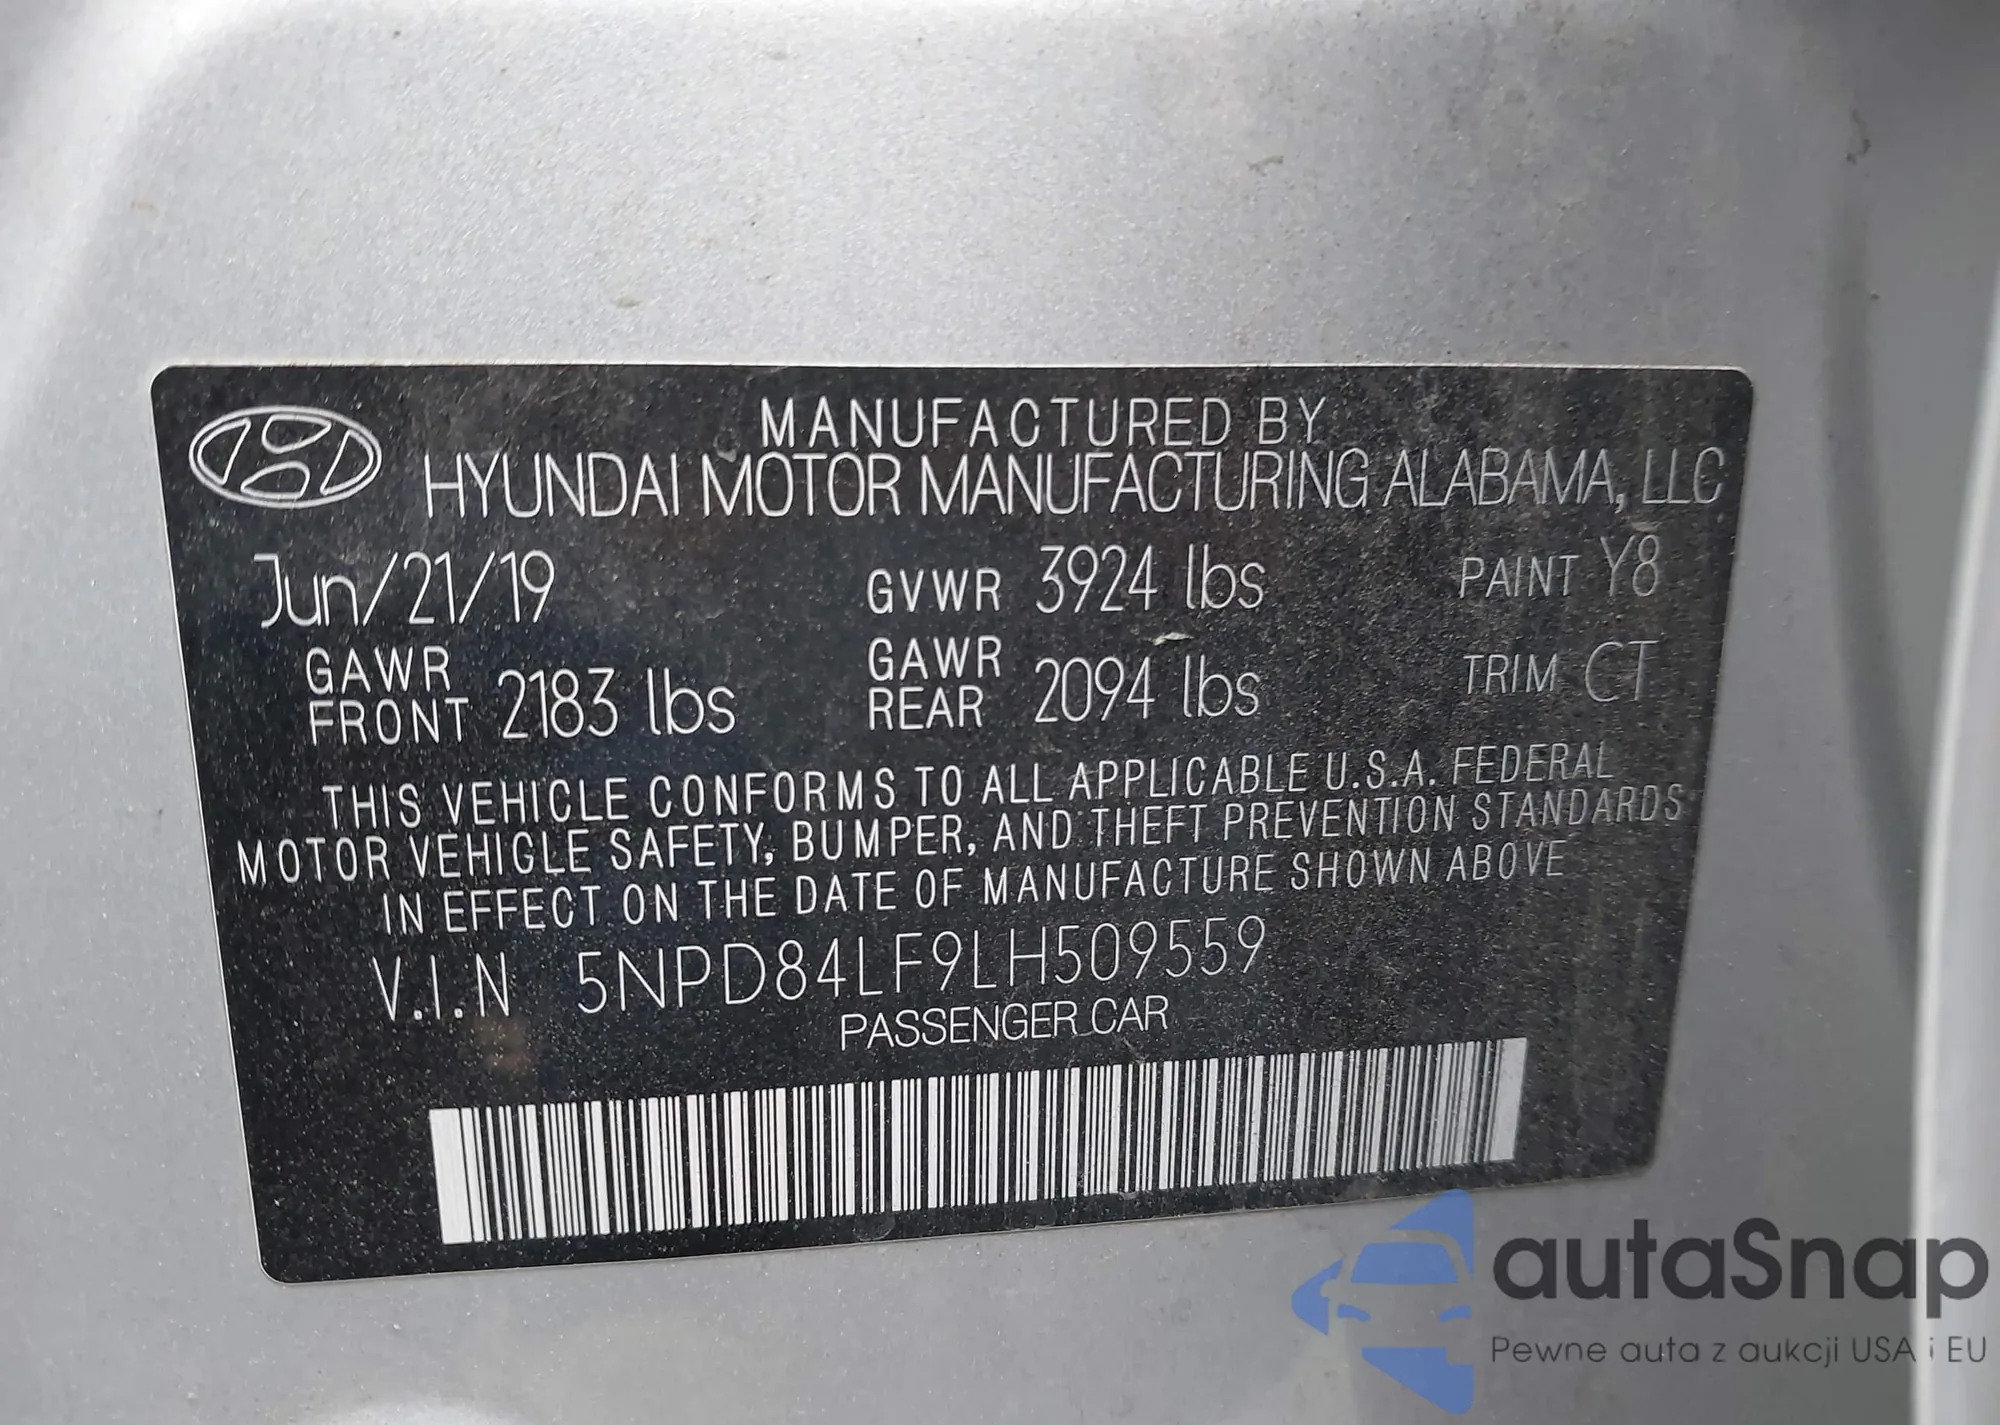 MANUFACTURED BY
HYUNDAI MOTOR MANUFACTURING ALABAMA, LLC
Jun/21/19 GVWR 3924 lbs PAINT Y8
GAWR FRONT 2183 lbs GAWR REAR 2094 lbs TRIM CT
THIS VEHICLE CONFORMS TO ALL APPLICABLE U.S.A. FEDERAL
MOTOR VEHICLE SAFETY, BUMPER, AND THEFT PREVENTION STANDARDS
IN EFFECT ON THE DATE OF MANUFACTURE SHOWN ABOVE
V.I.N 5NPD84LF9LH509559
PASSENGER CAR
autaSnap
Pewne auta z aukcji USA i EU